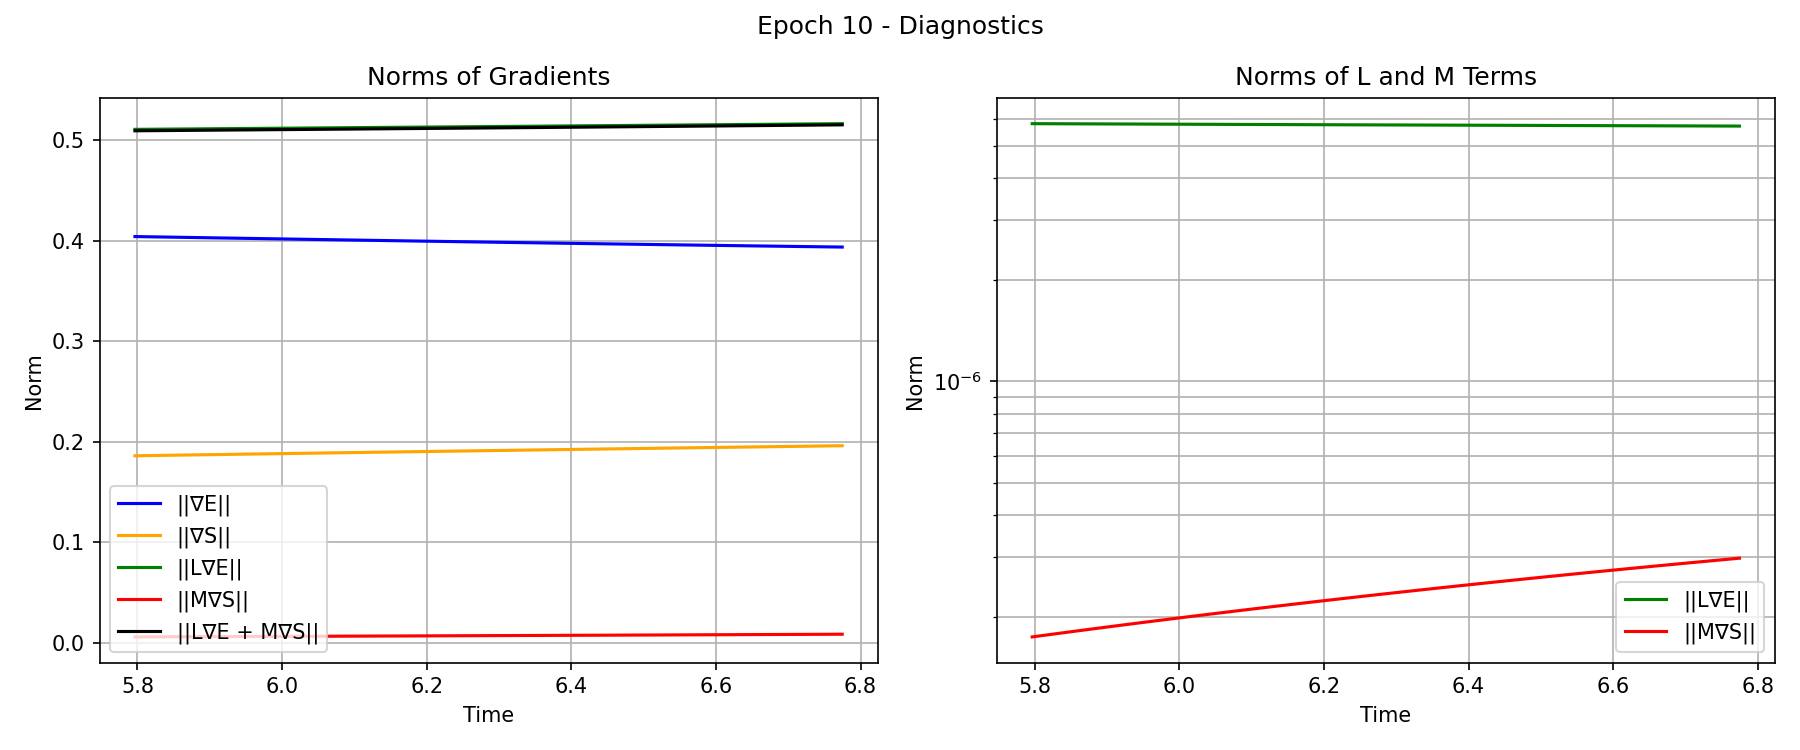 Epoch 10 - Diagnostics
Norms of Gradients
Norm
0.5
0.4
0.3
0.2
0.1
0.0
||∇E||
||∇S||
||L∇E||
||M∇S||
||L∇E + M∇S||
5.8 6.0 6.2 6.4 6.6 6.8
Time
Norms of L and M Terms
Norm
10⁻⁶
||L∇E||
||M∇S||
5.8 6.0 6.2 6.4 6.6 6.8
Time